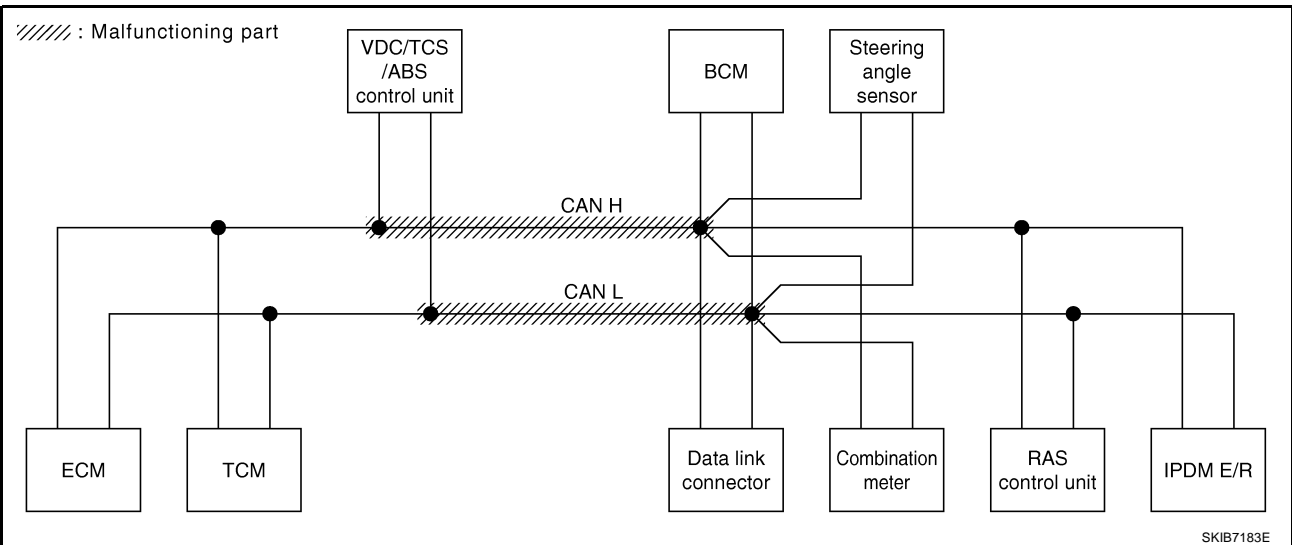 : Malfunctioning part
VDC/TCS
/ABS
control unit
BCM
Steering
angle
sensor
CAN H
CAN L
ECM
TCM
Data link
connector
Combination
meter
RAS
control unit
IPDM E/R
SKIB7183E